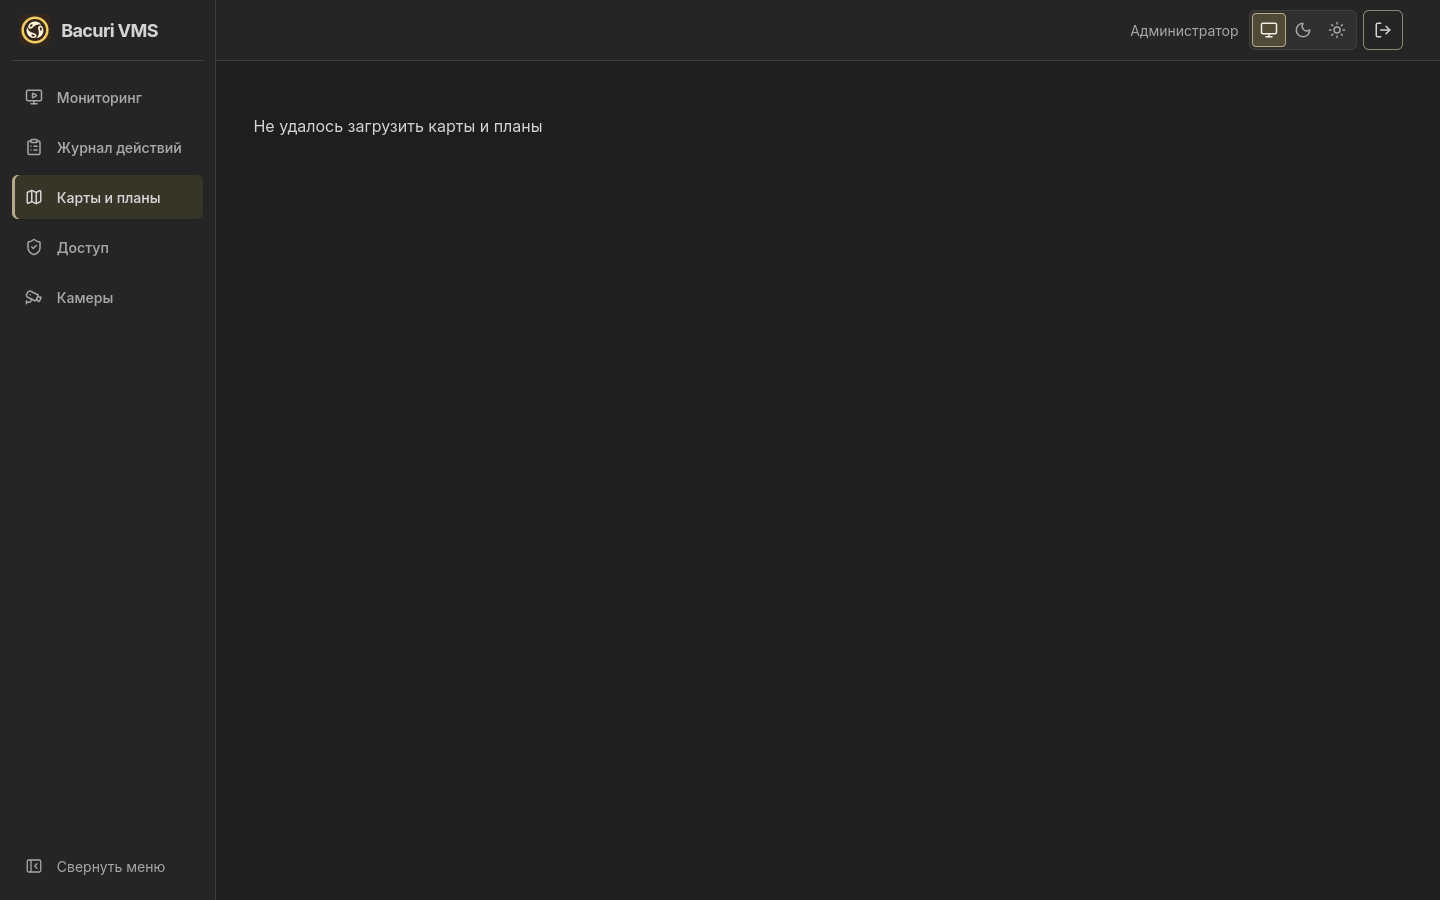 Bacuri VMS
Администратор
Мониторинг
Журнал действий
Карты и планы
Доступ
Камеры
Не удалось загрузить карты и планы
Свернуть меню